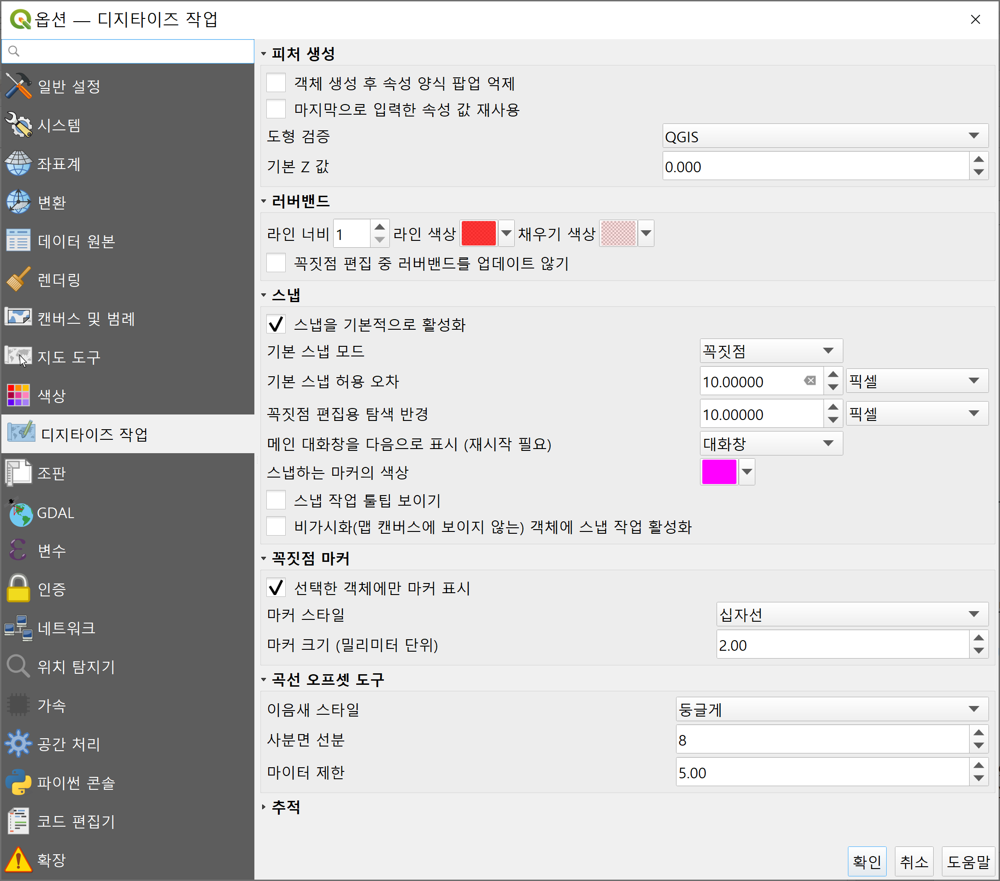 옵션 — 디지타이즈 작업
일반 설정
시스템
좌표계
변환
데이터 원본
렌더링
캔버스 및 범례
지도 도구
색상
디지타이즈 작업
조판
GDAL
변수
인증
네트워크
위치 탐지기
가속
공간 처리
파이썬 콘솔
코드 편집기
확장
피처 생성
객체 생성 후 속성 양식 팝업 억제
마지막으로 입력한 속성 값 재사용
도형 검증 QGIS
기본 Z 값 0.000
러버밴드
라인 너비 1 라인 색상 채우기 색상
꼭짓점 편집 중 러버밴드를 업데이트 않기
스냅
스냅을 기본적으로 활성화
기본 스냅 모드 꼭짓점
기본 스냅 허용 오차 10.00000 픽셀
꼭짓점 편집용 탐색 반경 10.00000 픽셀
메인 대화창을 다음으로 표시 (재시작 필요) 대화창
스냅하는 마커의 색상
스냅 작업 툴팁 보이기
비가시화(맵 캔버스에 보이지 않는) 객체에 스냅 작업 활성화
꼭짓점 마커
선택한 객체에만 마커 표시
마커 스타일 십자선
마커 크기 (밀리미터 단위) 2.00
곡선 오프셋 도구
이음새 스타일 둥글게
사분면 선분 8
마이터 제한 5.00
추적
확인 취소 도움말